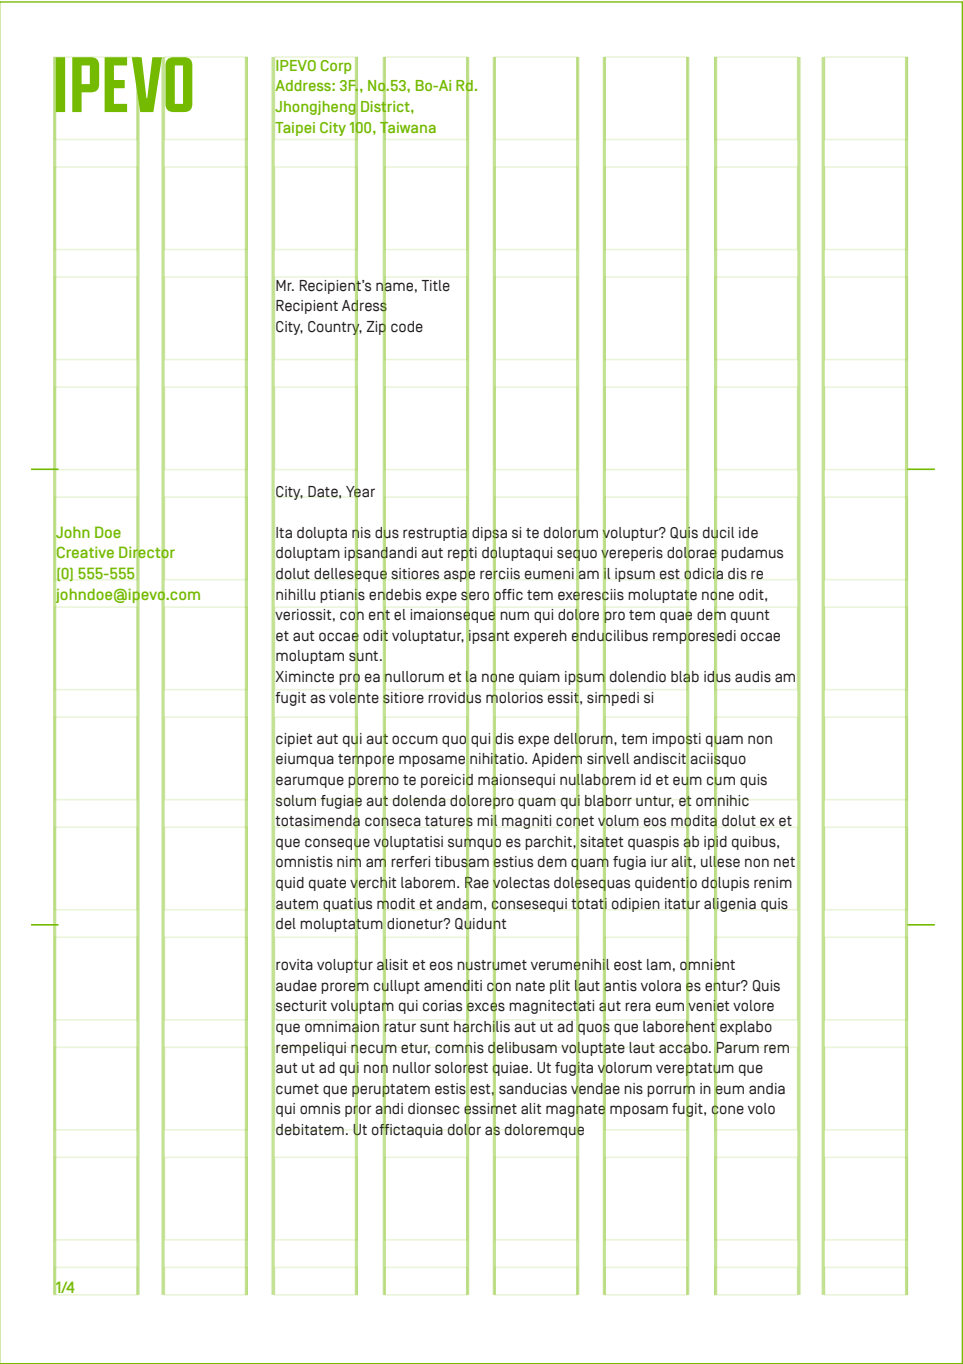 IPEVO
IPEVO Corp
Address: 3F., No.53, Bo-Ai Rd.
Jhongjheng District,
Taipei City 100, Taiwana
Mr. Recipient's name, Title
Recipient Adress
City, Country, Zip code
City, Date, Year
John Doe
Creative Director
(0) 555-555
johndoe@ipevo.com
Ita dolupta nis dus restruptia dipsa si te dolorum voluptur? Quis ducil ide
doluptam ipsandandi aut repti doluptaqui sequo vereperis dolorae pudamus
dolut delleseque sitiores aspe rerciis eumeni am il ipsum est odicia dis re
nihillu ptianis endebis expe sero offic tem exeresciis moluptate none odit,
veriossit, con ent el imaionseque num qui dolore pro tem quae dem quunt
et aut occae odit voluptatur, ipsant expereh enducilibus remporesedi occae
moluptam sunt.
Ximincte pro ea nullorum et la none quiam ipsum dolendio blab idus audis am
fugit as volente sitiore rrovidus molorios essit, simpedi si
cipiet aut qui aut occum quo qui dis expe dellorum, tem imposti quam non
eiumqua tempore mposame nihitatio. Apidem sinvell andiscit aciisquo
earumque poremo te poreicid maionsequi nullaborem id et eum cum quis
solum fugiae aut dolenda dolorepro quam qui blaborr untur, et omnihic
totasimenda conseca tatures mil magniti conet volum eos modita dolut ex et
que conseque voluptatisi sumquo es parchit, sitatet quaspis ab ipid quibus,
omnistis nim am rerferi tibusam estius dem quam fugia iur alit, ullese non net
quid quate verchit laborem. Rae volectas dolesequas quidentio dolupis renim
autem quatius modit et andam, consesequi totati odipien itatur aligenia quis
del moluptatum dionetur? Quidunt
rovita voluptur alisit et eos nustrumet verumenihil eost lam, omnient
audae prorem cullupt amenditi con nate plit laut antis volora es entur? Quis
secturit voluptam qui corias exces magnitectati aut rera eum veniet volore
que omnimaion ratur sunt harchilis aut ut ad quos que laborehent explabo
rempeliqui necum etur, comnis delibusam voluptate laut accabo. Parum rem
aut ut ad qui non nullor solorest quiae. Ut fugita volorum vereptatum que
cumet que peruptatem estis est, sanducias vendae nis porrum in eum andia
qui omnis pror andi dionsec essimet alit magnate mposam fugit, cone volo
debitatem. Ut offictaquia dolor as doloremque
1/4